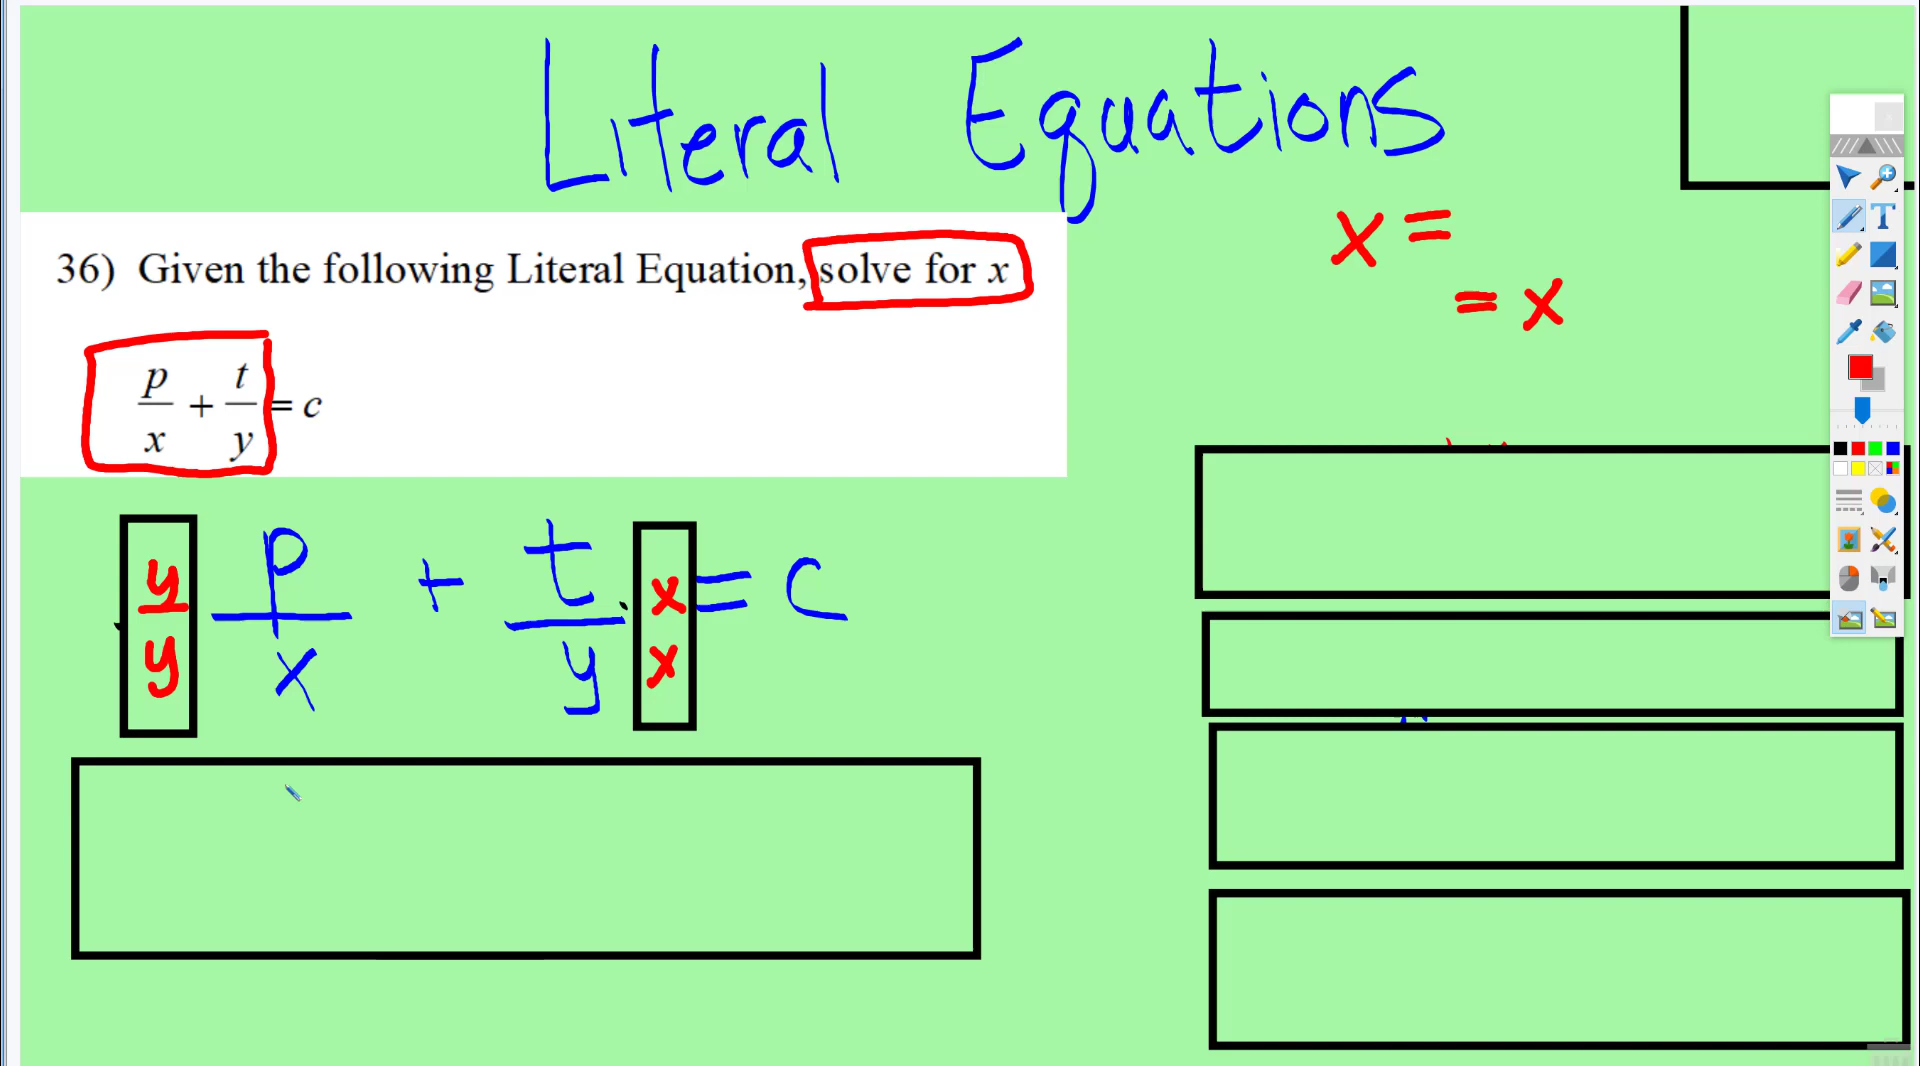 Literal Equations
x =
= x
36) Given the following Literal Equation, solve for x
p/x + t/y = c
y/y p/x + t/y · x/x = c